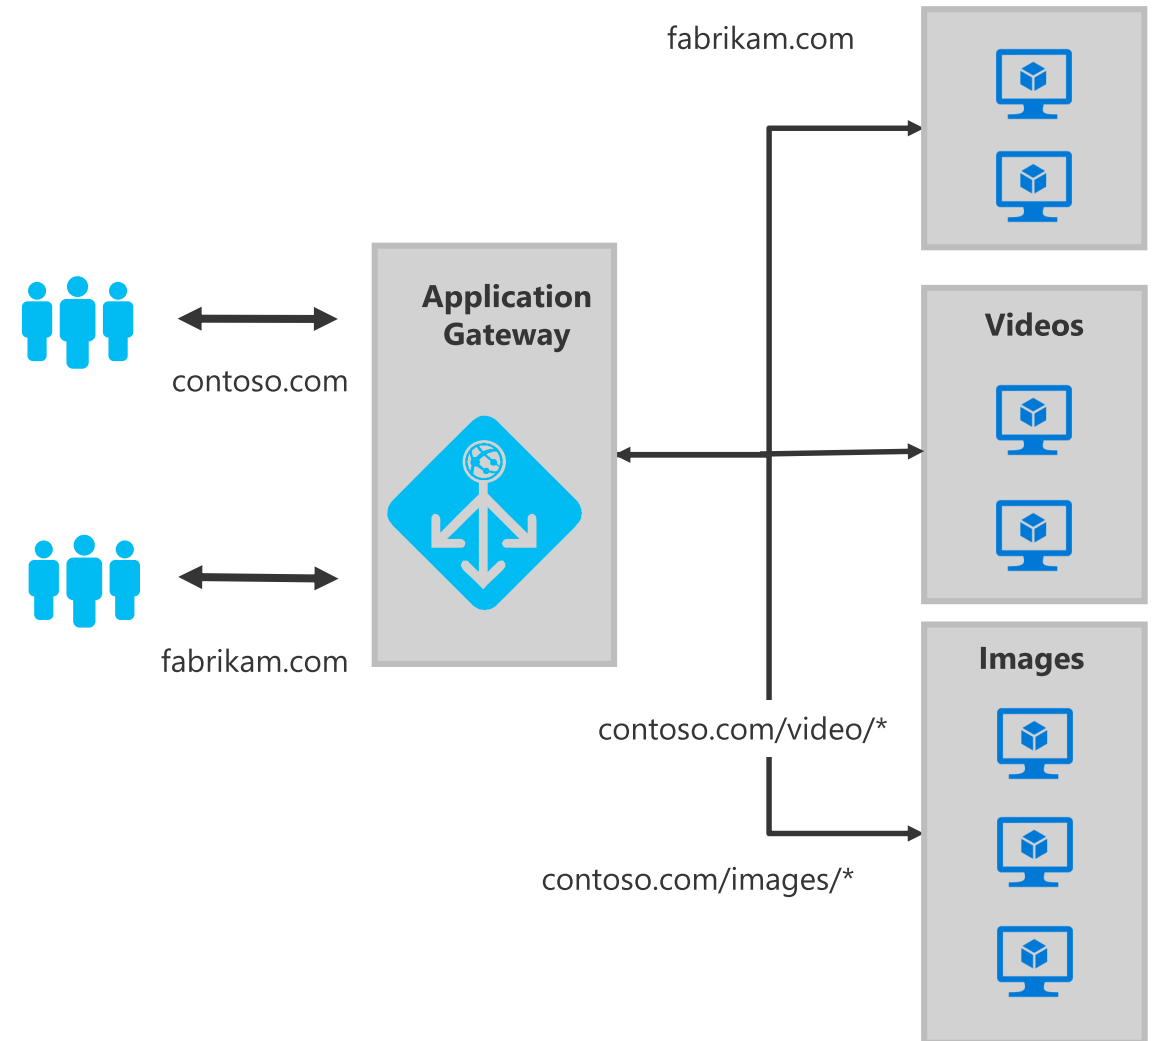 fabrikam.com
Application
Gateway
contoso.com
fabrikam.com
Videos
Images
contoso.com/video/*
contoso.com/images/*